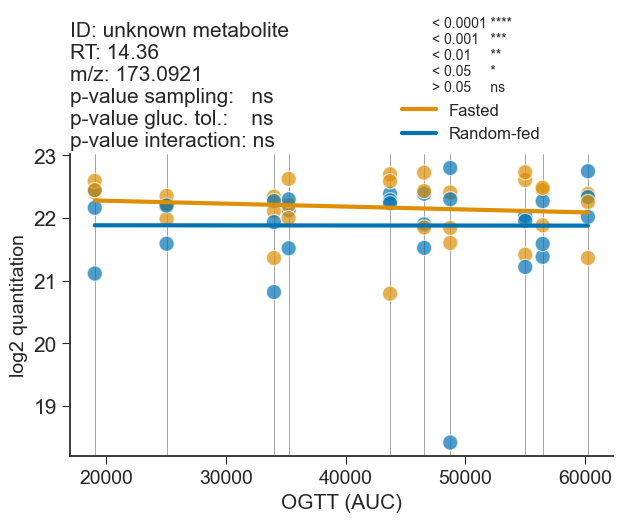 ID: unknown metabolite
RT: 14.36
m/z: 173.0921
p-value sampling: ns
p-value gluc. tol.: ns
p-value interaction: ns
< 0.0001 ****
< 0.001 ***
< 0.01 **
< 0.05 *
> 0.05 ns
Fasted
Random-fed
23
22
21
20
19
log2 quantitation
20000 30000 40000 50000 60000
OGTT (AUC)